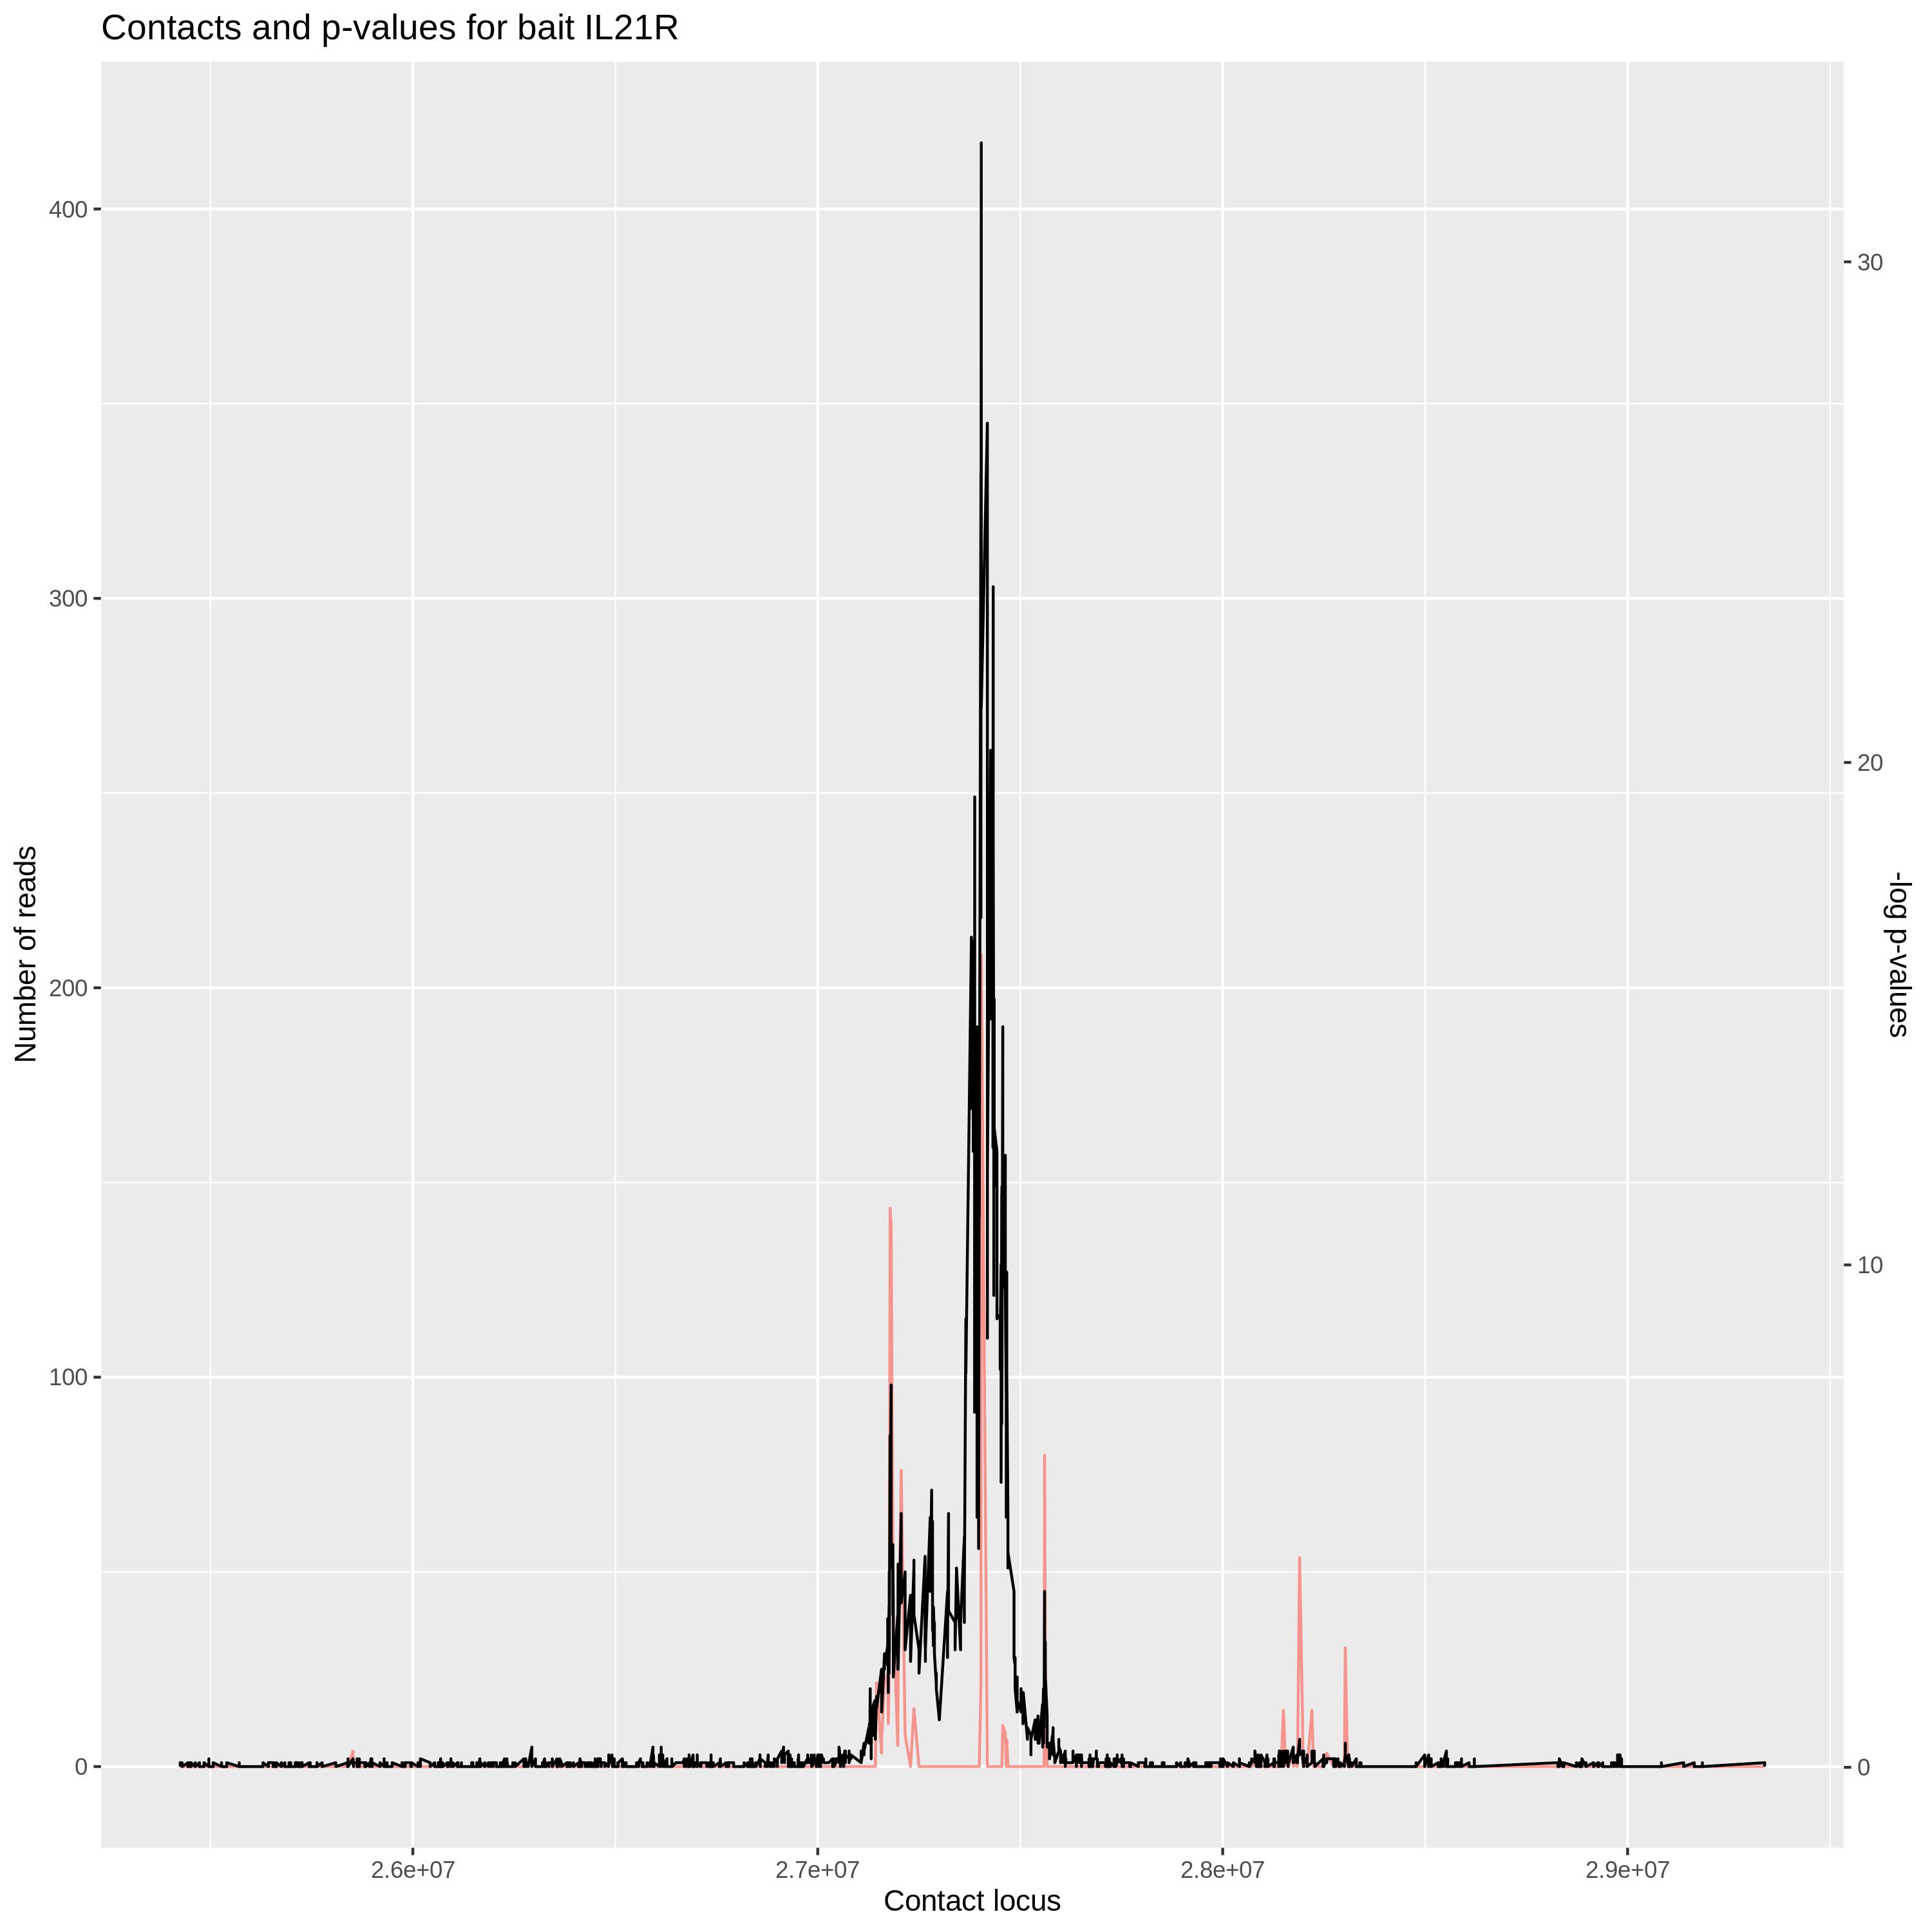 Contacts and p-values for bait IL21R
400
300
200
100
0
Number of reads
30
20
10
0
-log p-values
2.6e+07
2.7e+07
2.8e+07
2.9e+07
Contact locus